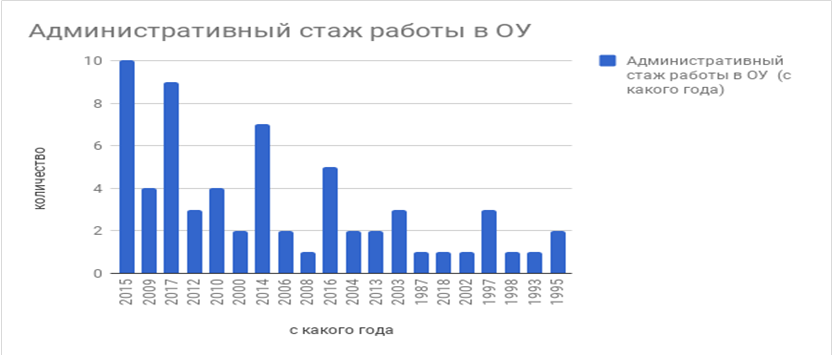 Административный стаж работы в ОУ
Административный
стаж работы в ОУ (с
какого года)
количество
10
8
6
4
2
0
2015 2009 2017 2012 2010 2000 2014 2006 2008 2016 2004 2013 2003 1987 2018 2002 1997 1998 1993 1995
с какого года